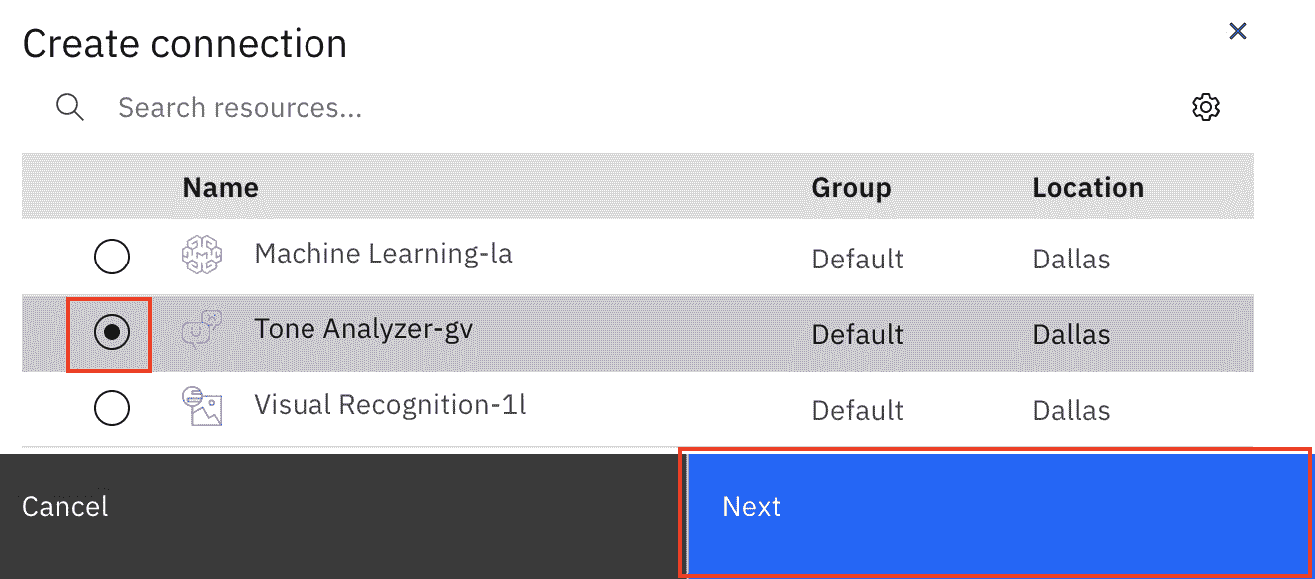 Create connection
Search resources...
Name Group Location
Machine Learning-la Default Dallas
Tone Analyzer-gv Default Dallas
Visual Recognition-1l Default Dallas
Cancel Next